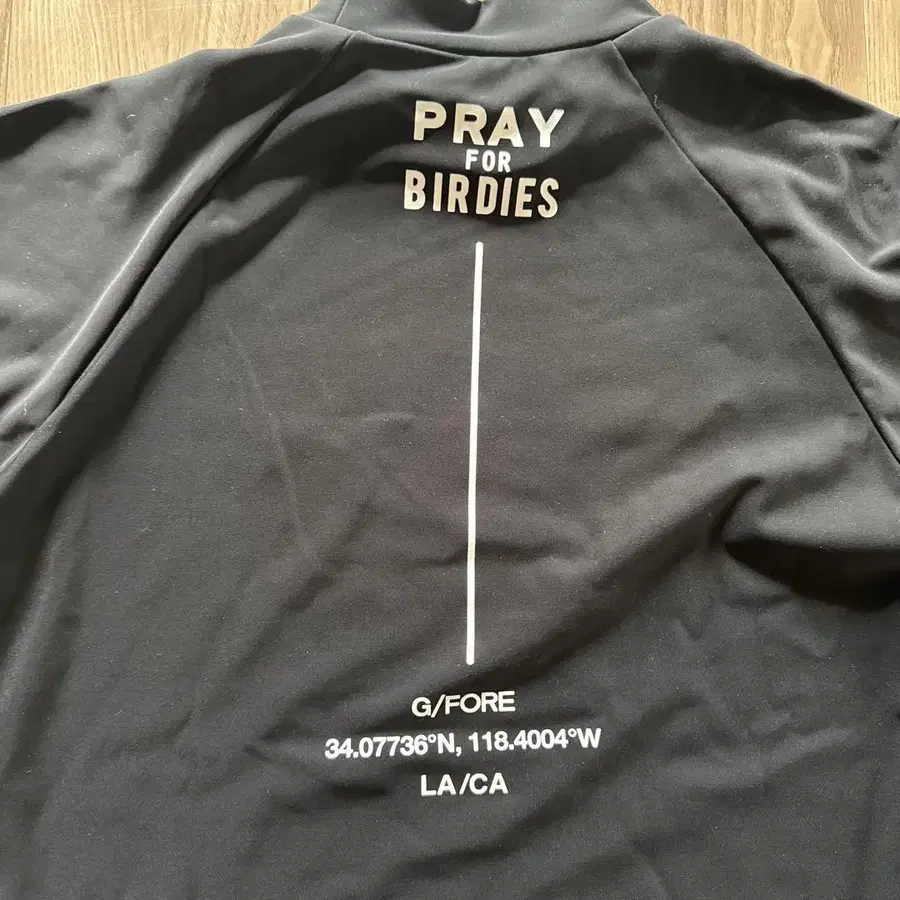 PRAY
FOR
BIRDIES
G/FORE
34.07736°N, 118.4004°W
LA/CA